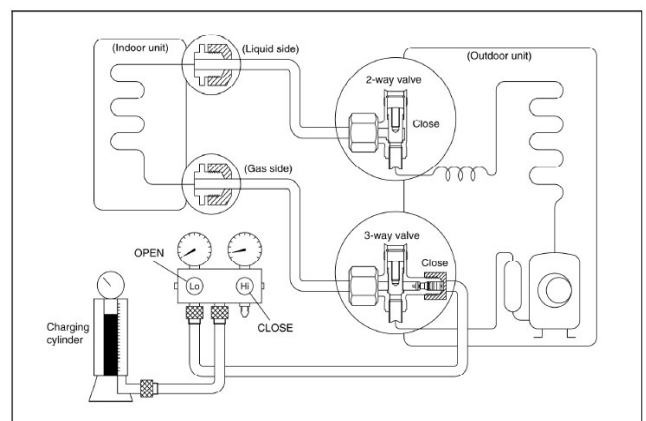 (Indoor unit)
(Liquid side)
(Outdoor unit)
2-way valve
Close
(Gas side)
3-way valve
Close
OPEN
Lo
Hi
CLOSE
Charging
cylinder